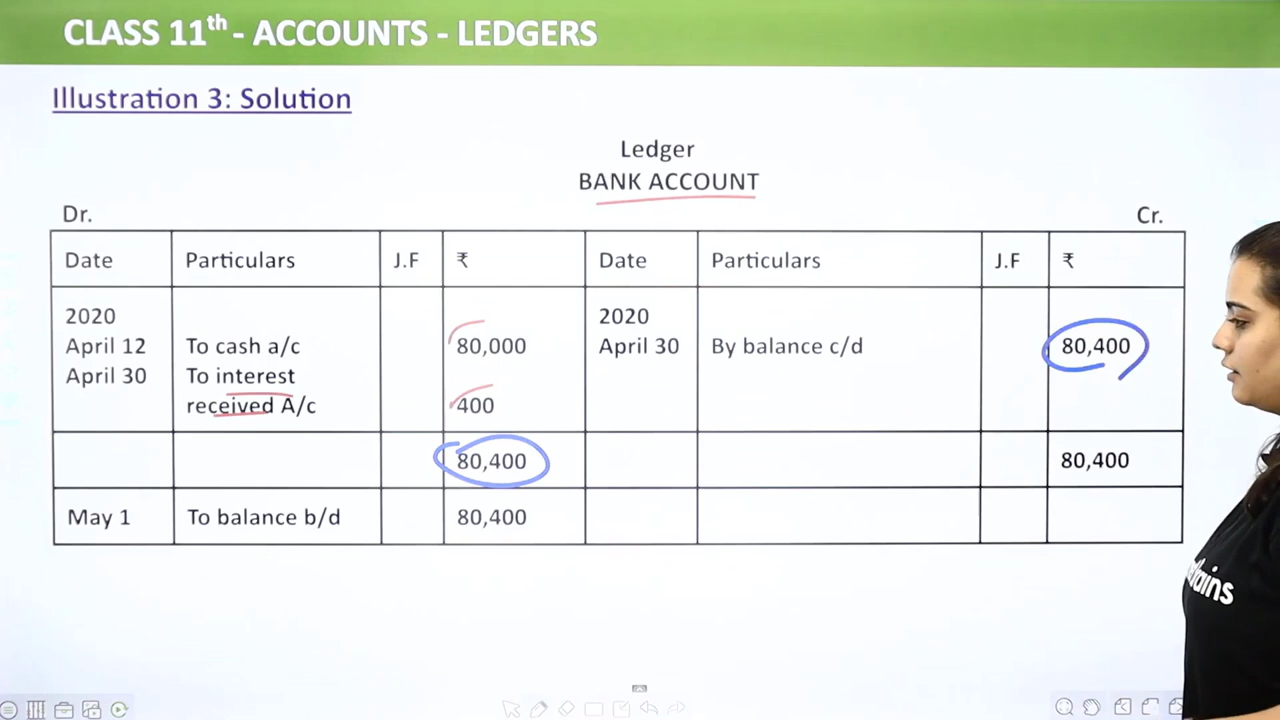 CLASS 11th - ACCOUNTS - LEDGERS
Illustration 3: Solution
Ledger
BANK ACCOUNT
Dr. Cr.
Date Particulars J.F ₹ Date Particulars J.F ₹
2020 2020
April 12 To cash a/c 80,000 April 30 By balance c/d 80,400
April 30 To interest
received A/c 400
80,400 80,400
May 1 To balance b/d 80,400